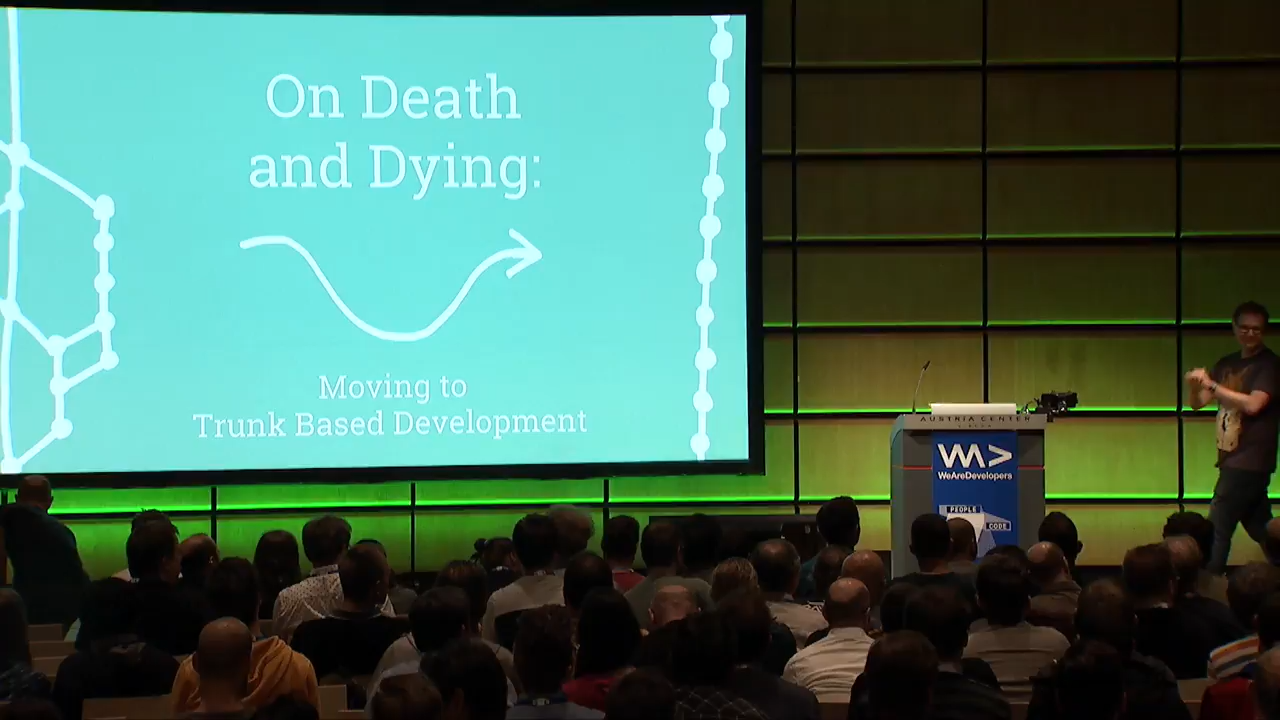 On Death
and Dying:
Moving to
Trunk Based Development
AUSTRIA CENTER
WeAreDevelopers
PEOPLE
CODE